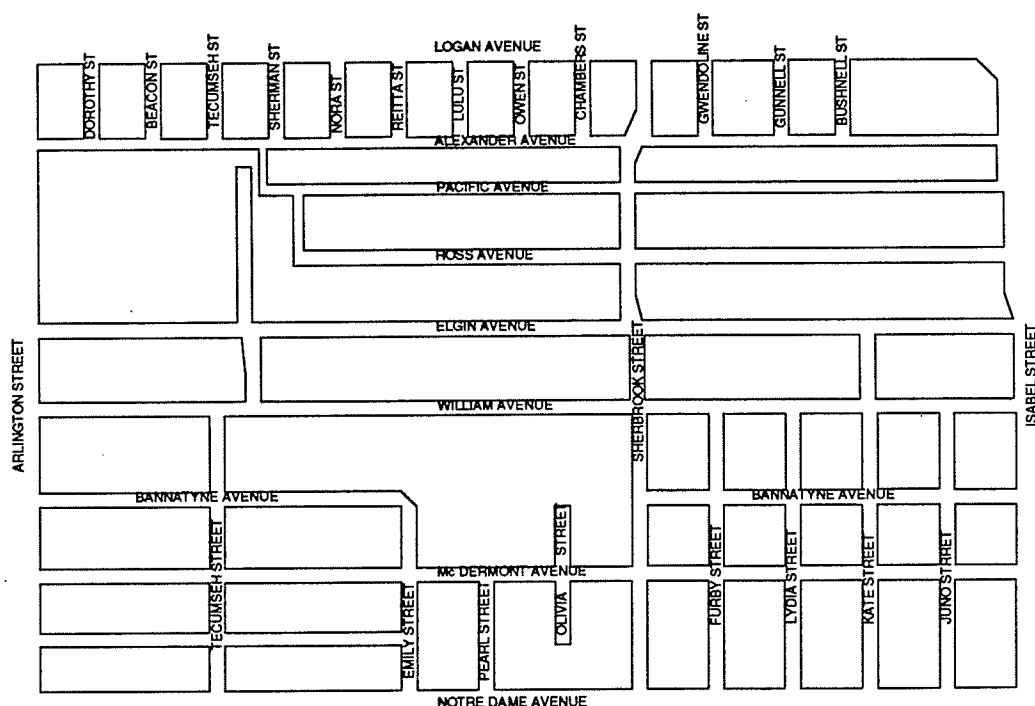 LOGAN AVENUE
DOROTHY ST
BEACON ST
TECUMSEH ST
SHERMAN ST
NORA ST
REITTA ST
LULU ST
OWEN ST
CHAMBERS ST
GWENDOLINE ST
GUNNELL ST
BUSHNELL ST
ALEXANDER AVENUE
PACIFIC AVENUE
ROSS AVENUE
ELGIN AVENUE
ARLINGTON STREET
SHERBROOK STREET
ISABEL STREET
WILLIAM AVENUE
BANNATYNE AVENUE
BANNATYNE AVENUE
TECUMSEH STREET
EMILY STREET
PEARL STREET
OLIVIA STREET
Mc DERMONT AVENUE
FURBY STREET
LYDIA STREET
KATE STREET
JUNO STREET
NOTRE DAME AVENUE